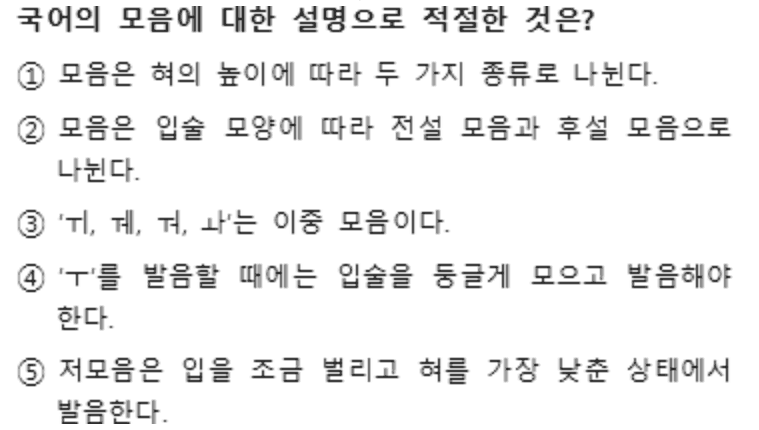 국어의 모음에 대한 설명으로 적절한 것은?
① 모음은 혀의 높이에 따라 두 가지 종류로 나뉜다.
② 모음은 입술 모양에 따라 전설 모음과 후설 모음으로
나뉜다.
③ 'ㅟ, ㅞ, ㅝ, ㅘ'는 이중 모음이다.
④ 'ㅜ'를 발음할 때에는 입술을 둥글게 모으고 발음해야
한다.
⑤ 저모음은 입을 조금 벌리고 혀를 가장 낮춘 상태에서
발음한다.